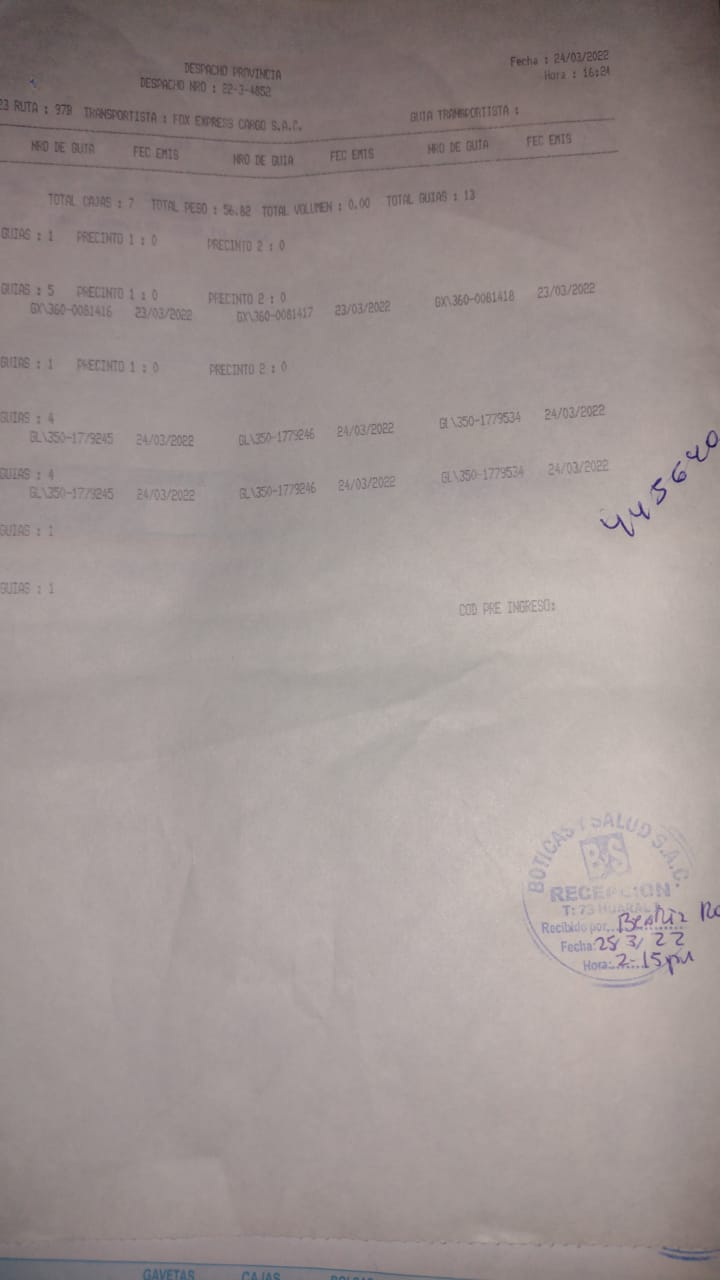 DESPACHO PROVINCIA
Fecha : 24/03/2022
DESPACHO NRO : 22-3-4852
Hora : 16:24
23 RUTA : 979 TRANSPORTISTA : FOX EXPRESS CARGO S.A.C.
GUIA TRANSPORTISTA :
NRO DE GUIA FEC EMIS NRO DE GUIA FEC EMIS NRO DE GUIA FEC EMIS
TOTAL CAJAS : 7 TOTAL PESO : 56.82 TOTAL VOLUMEN : 0.00 TOTAL GUIAS : 13
GUIAS : 1 PRECINTO 1 : 0 PRECINTO 2 : 0
GUIAS : 5 PRECINTO 1 : 0 PRECINTO 2 : 0
GX\360-0081416 23/03/2022 GX\360-0081417 23/03/2022 GX\360-0081418 23/03/2022
GUIAS : 1 PRECINTO 1 : 0 PRECINTO 2 : 0
GUIAS : 4
GL\350-1779245 24/03/2022 GL\350-1779246 24/03/2022 GL\350-1779534 24/03/2022
GUIAS : 4
GL\350-1779245 24/03/2022 GL\350-1779246 24/03/2022 GL\350-1779534 24/03/2022
445640
GUIAS : 1
GUIAS : 1
COD PRE INGRESO:
BOTICAS Y SALUD S.A.C.
BS
RECEPCION
T: 73 HUARAL
Recibido por: Beatriz
Fecha: 25/3/22
Hora: 2:15pm
GAVETAS CAJAS